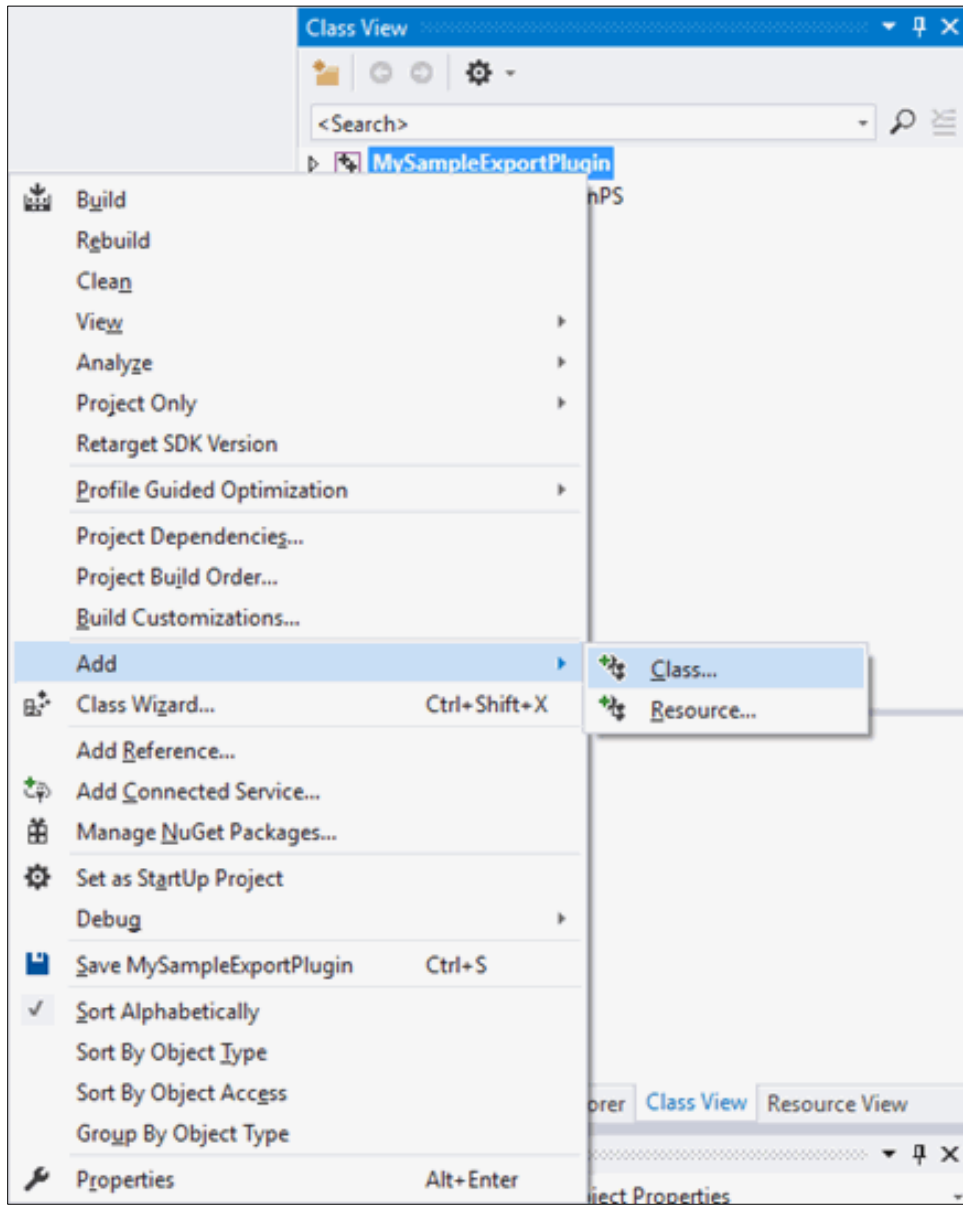 Class View
<Search>
MySampleExportPlugin
nPS
Build
Rebuild
Clean
View
Analyze
Project Only
Retarget SDK Version
Profile Guided Optimization
Project Dependencies...
Project Build Order...
Build Customizations...
Add
Class...
Class Wizard... Ctrl+Shift+X
Resource...
Add Reference...
Add Connected Service...
Manage NuGet Packages...
Set as StartUp Project
Debug
Save MySampleExportPlugin Ctrl+S
Sort Alphabetically
Sort By Object Type
Sort By Object Access
Group By Object Type
orer Class View Resource View
Properties Alt+Enter
ject Properties